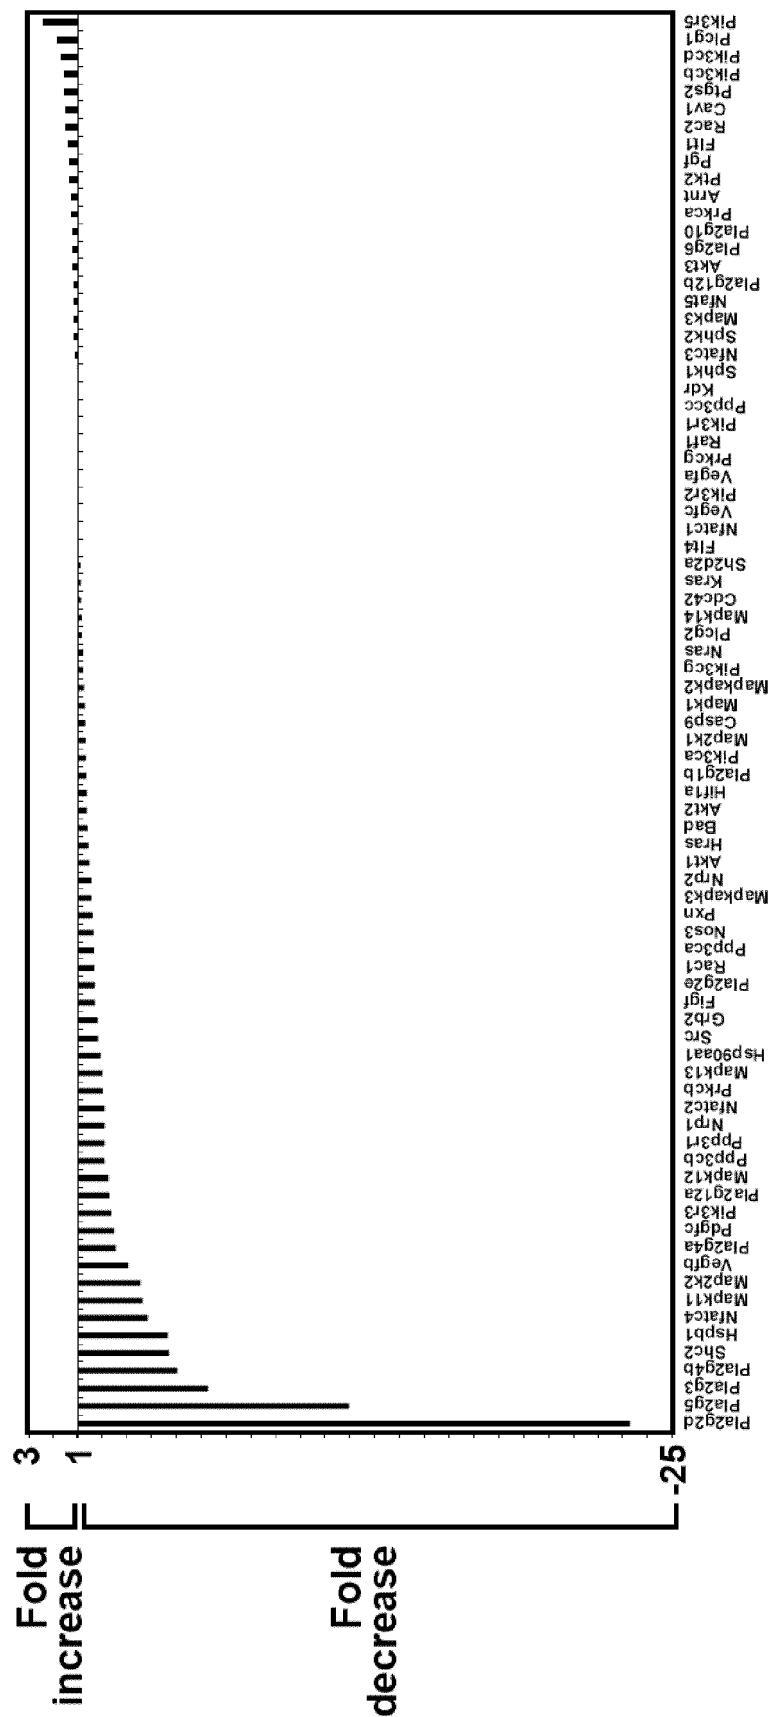 Fold
increase
Fold
decrease
3
1
-25
Pla2g2d
Pla2g5
Pla2g3
Pla2g4b
Shc2
Hspb1
Nfatc4
Mapk11
Map2k2
Vegfb
Pla2g4a
Pdgfc
Pik3r3
Pla2g12a
Mapk12
Ppp3cb
Ppp3r1
Nrp1
Nfatc2
Prkcb
Mapk13
Hsp90aa1
Src
Grb2
Figf
Pla2g2e
Rac1
Ppp3ca
Nos3
Pxn
Mapkapk3
Nrp2
Akt1
Hras
Bad
Akt2
Hif1a
Pla2g1b
Pik3ca
Map2k1
Casp9
Mapk1
Mapkapk2
Pik3cg
Nras
Plcg2
Mapk14
Cdc42
Kras
Sh2d2a
Flt4
Nfatc1
Vegfc
Pik3r2
Vegfa
Prkcg
Raf1
Pik3r1
Ppp3cc
Kdr
Sphk1
Nfatc3
Sphk2
Mapk3
Nfat5
Pla2g12b
Akt3
Pla2g6
Pla2g10
Prkca
Arnt
Ptk2
Pgf
Flt1
Rac2
Cav1
Ptgs2
Pik3cb
Pik3cd
Plcg1
Pik3r5